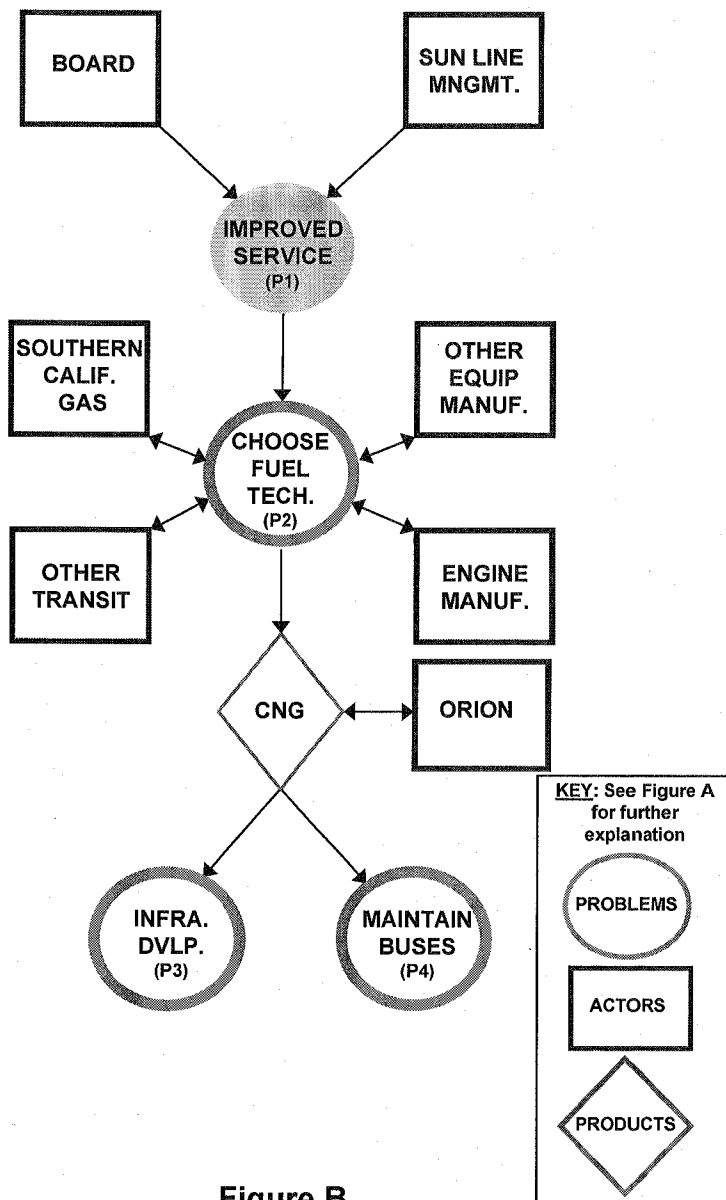 BOARD
SUN LINE
MNGMT.
IMPROVED
SERVICE
(P1)
SOUTHERN
CALIF.
GAS
OTHER
EQUIP
MANUF.
CHOOSE
FUEL
TECH.
(P2)
OTHER
TRANSIT
ENGINE
MANUF.
CNG
ORION
KEY: See Figure A
for further
explanation
PROBLEMS
INFRA.
DVLP.
(P3)
MAINTAIN
BUSES
(P4)
ACTORS
PRODUCTS
Figure B